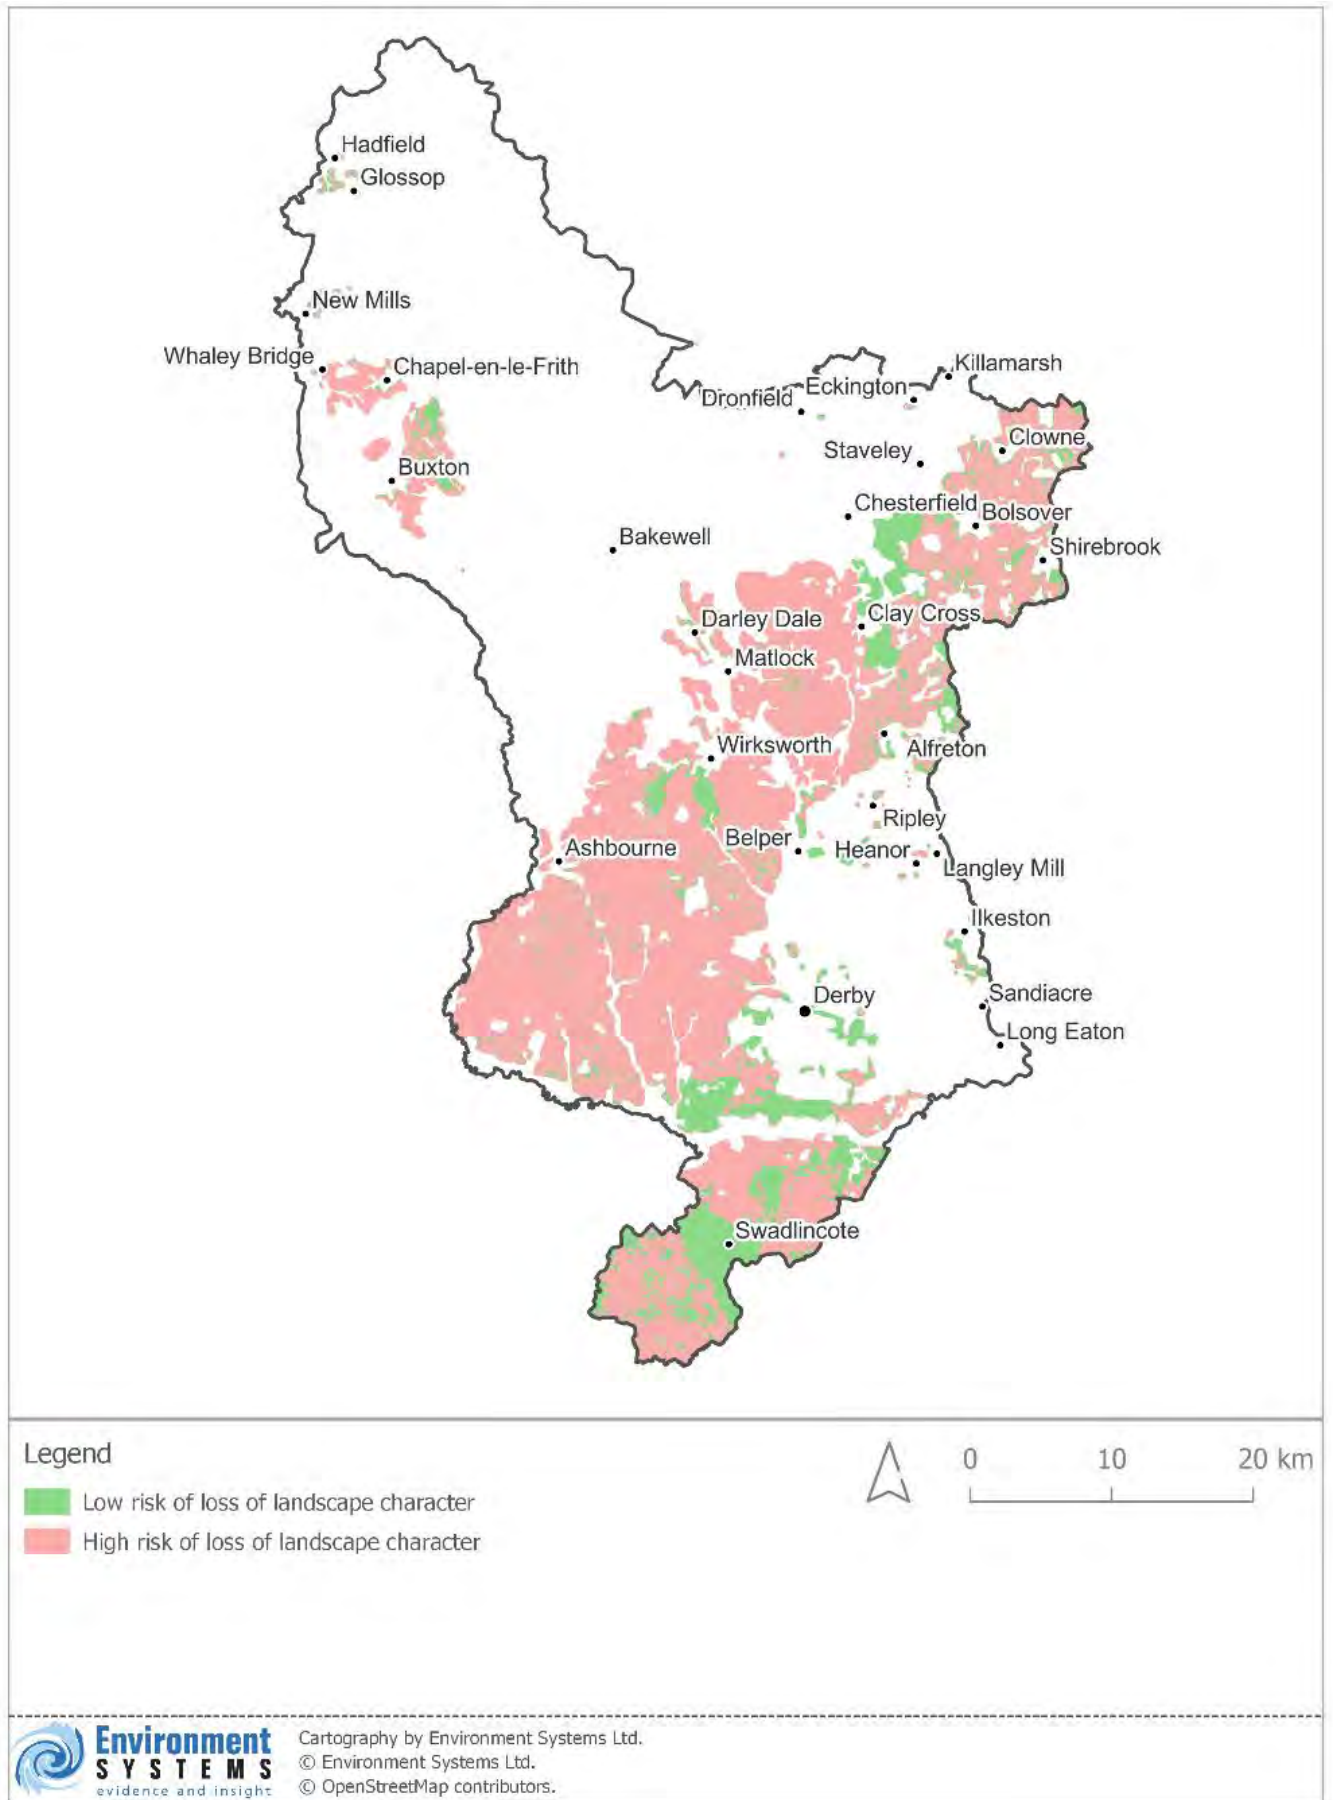 Hadfield
Glossop
New Mills
Whaley Bridge
Chapel-en-le-Frith
Killamarsh
Eckington
Dronfield
Clowne
Staveley
Buxton
Chesterfield
Bolsover
Bakewell
Shirebrook
Darley Dale
Clay Cross
Matlock
Wirksworth
Alfreton
Ripley
Belper
Heanor
Ashbourne
Langley Mill
Ilkeston
Derby
Sandiacre
Long Eaton
Swadlincote
Legend
Low risk of loss of landscape character
High risk of loss of landscape character
0 10 20 km
Environment
SYSTEMS
evidence and insight
Cartography by Environment Systems Ltd.
© Environment Systems Ltd.
© OpenStreetMap contributors.